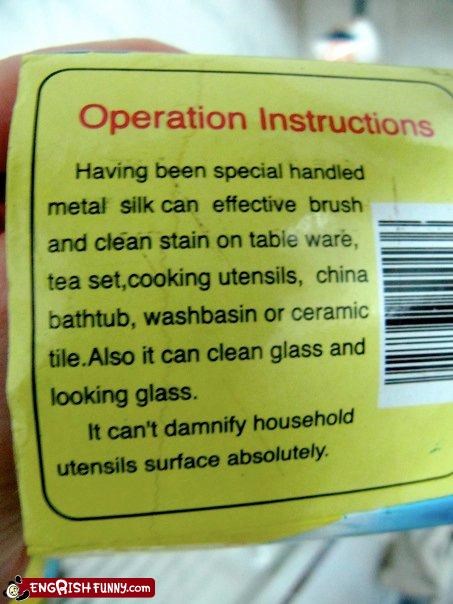 Operation Instructions
Having been special handled
metal silk can effective brush
and clean stain on table ware,
tea set,cooking utensils, china
bathtub, washbasin or ceramic
tile.Also it can clean glass and
looking glass.
It can't damnify household
utensils surface absolutely.
ENGRISHFUNNY.COM